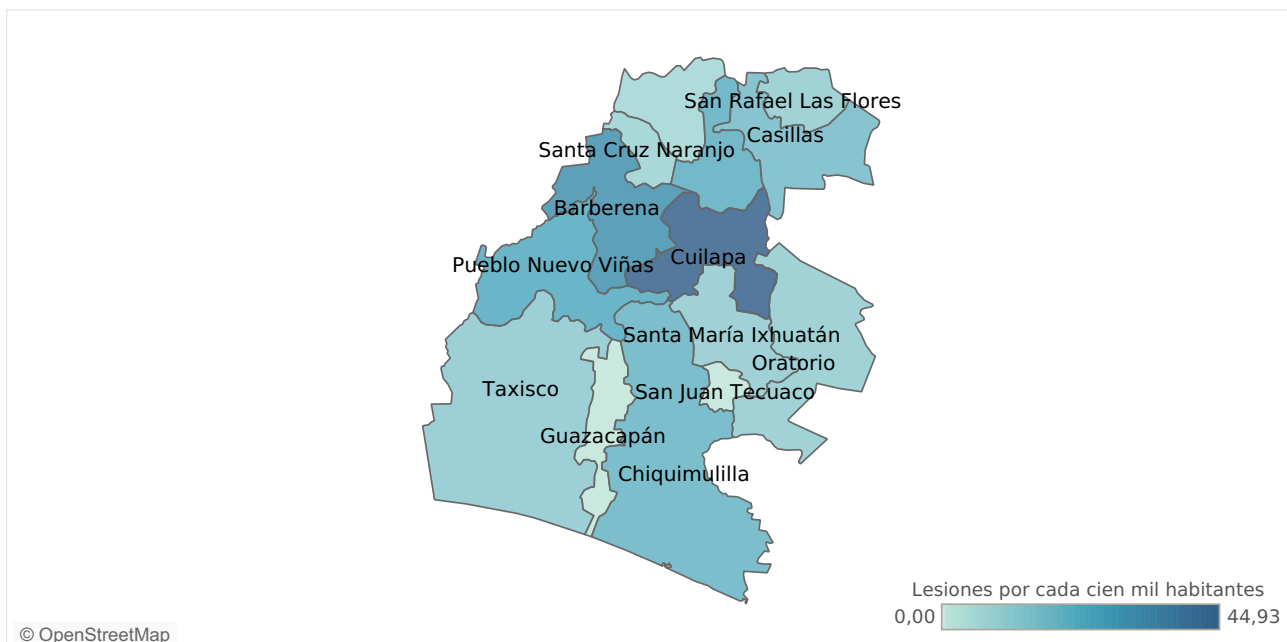 San Rafael Las Flores
Casillas
Santa Cruz Naranjo
Barberena
Cuilapa
Pueblo Nuevo Viñas
Santa María Ixhuatán
Oratorio
Taxisco
San Juan Tecuaco
Guazacapán
Chiquimulilla
Lesiones por cada cien mil habitantes
0,00 44,93
© OpenStreetMap